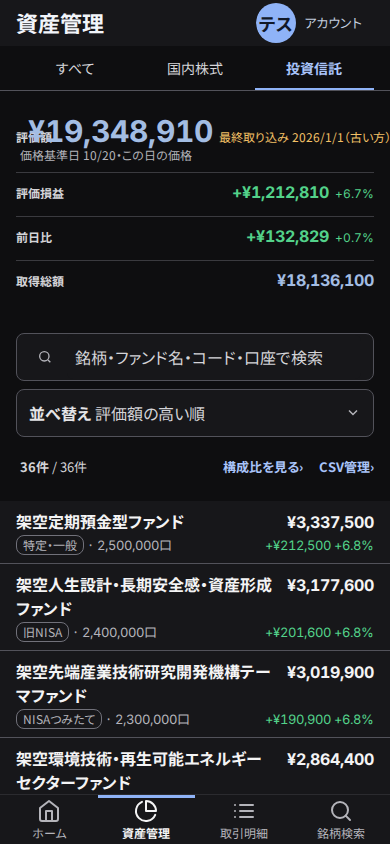 資産管理
テス アカウント
すべて 国内株式 投資信託
評価額 ¥19,348,910 最終取り込み 2026/1/1(古い方)
価格基準日 10/20・この日の価格
評価損益 +¥1,212,810 +6.7%
前日比 +¥132,829 +0.7%
取得総額 ¥18,136,100
銘柄・ファンド名・コード・口座で検索
並べ替え 評価額の高い順
36件 / 36件 構成比を見る› CSV管理›
架空定期預金型ファンド ¥3,337,500
特定・一般 · 2,500,000口 +¥212,500 +6.8%
架空人生設計・長期安全感・資産形成 ¥3,177,600
ファンド
旧NISA · 2,400,000口 +¥201,600 +6.8%
架空先端産業技術研究開発機構テー ¥3,019,900
マファンド
NISAつみたて · 2,300,000口 +¥190,900 +6.8%
架空環境技術・再生可能エネルギー ¥2,864,400
セクターファンド
ホーム 資産管理 取引明細 銘柄検索